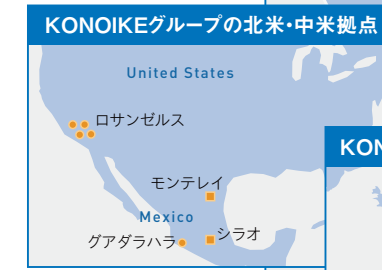 KONOIKEグループの北米・中米拠点
United States
ロサンゼルス
KON
モンテレイ
Mexico
シラオ
グアダラハラ